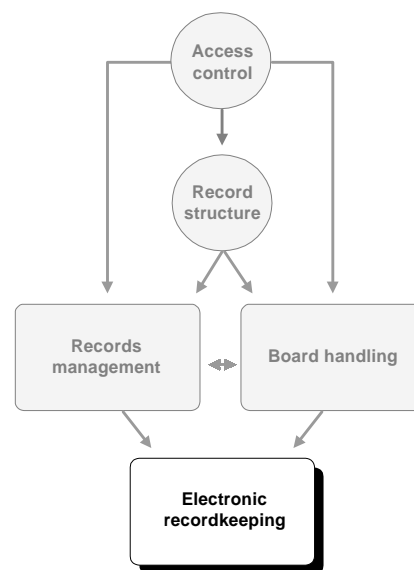 Access
control
Record
structure
Records
management
Board handling
Electronic
recordkeeping